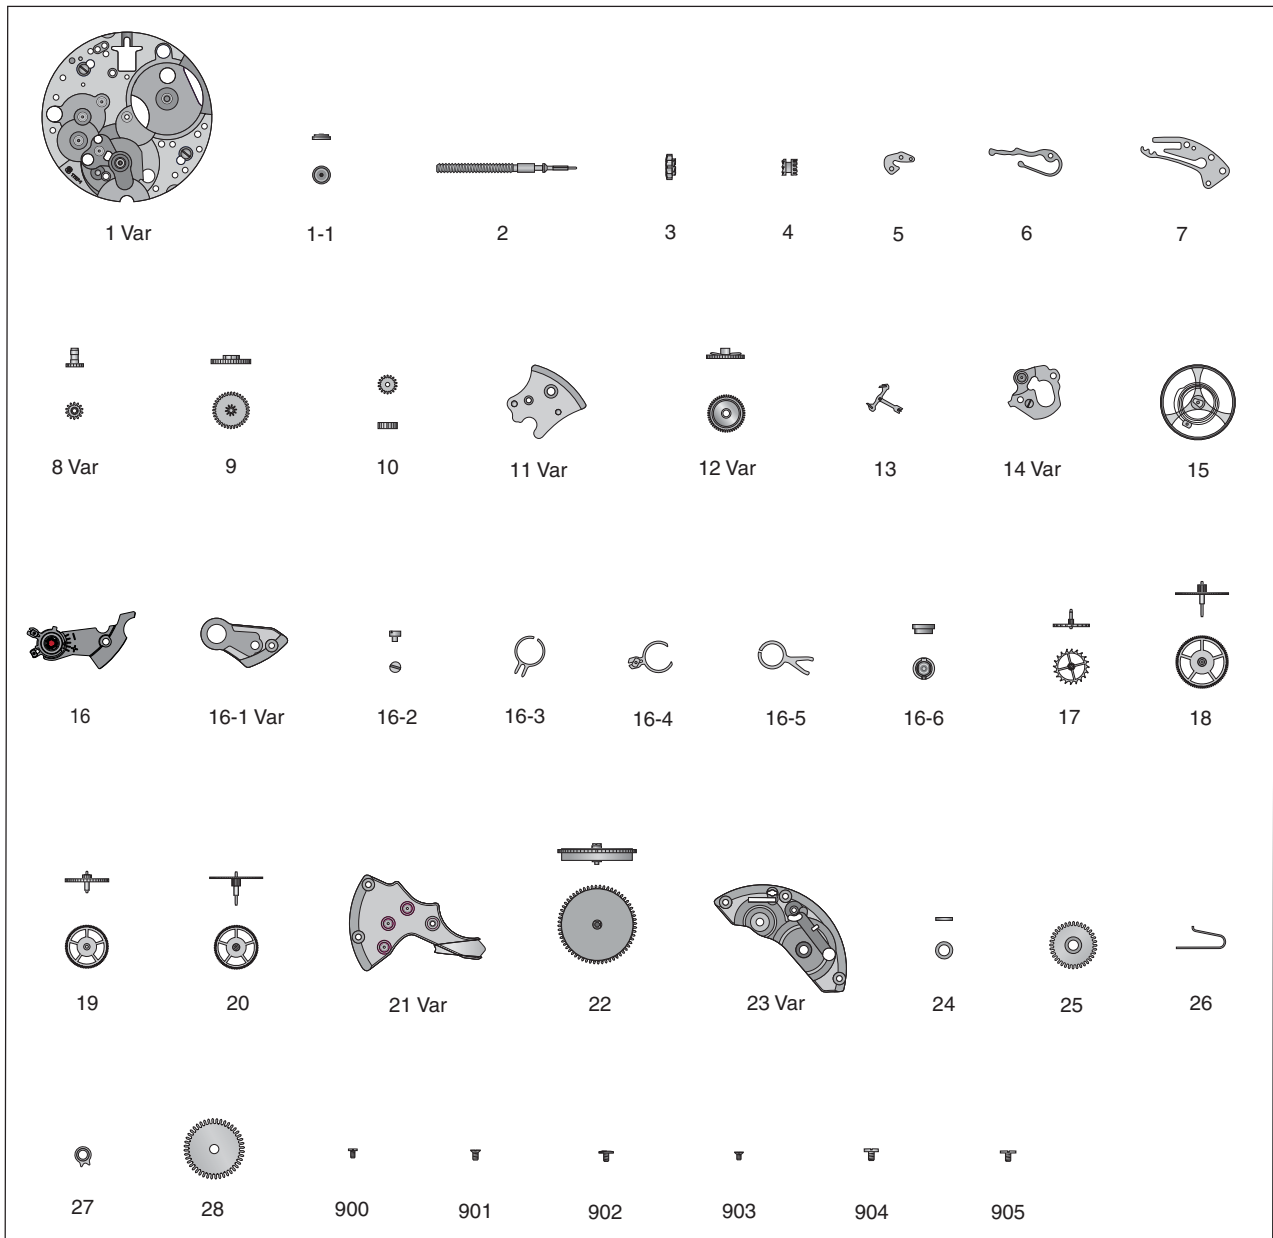 1 Var 1-1 2 3 4 5 6 7
8 Var 9 10 11 Var 12 Var 13 14 Var 15
16 16-1 Var 16-2 16-3 16-4 16-5 16-6 17 18
19 20 21 Var 22 23 Var 24 25 26
27 28 900 901 902 903 904 905